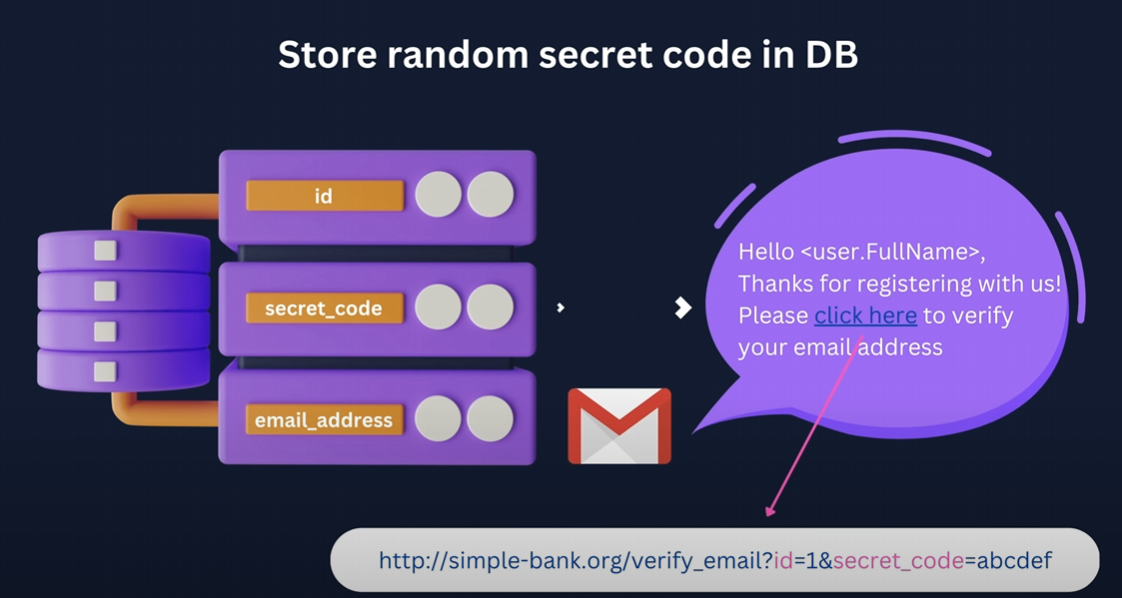 Store random secret code in DB
id
secret_code
email_address
Hello <user.FullName>,
Thanks for registering with us!
Please click here to verify
your email address
http://simple-bank.org/verify_email?id=1&secret_code=abcdef